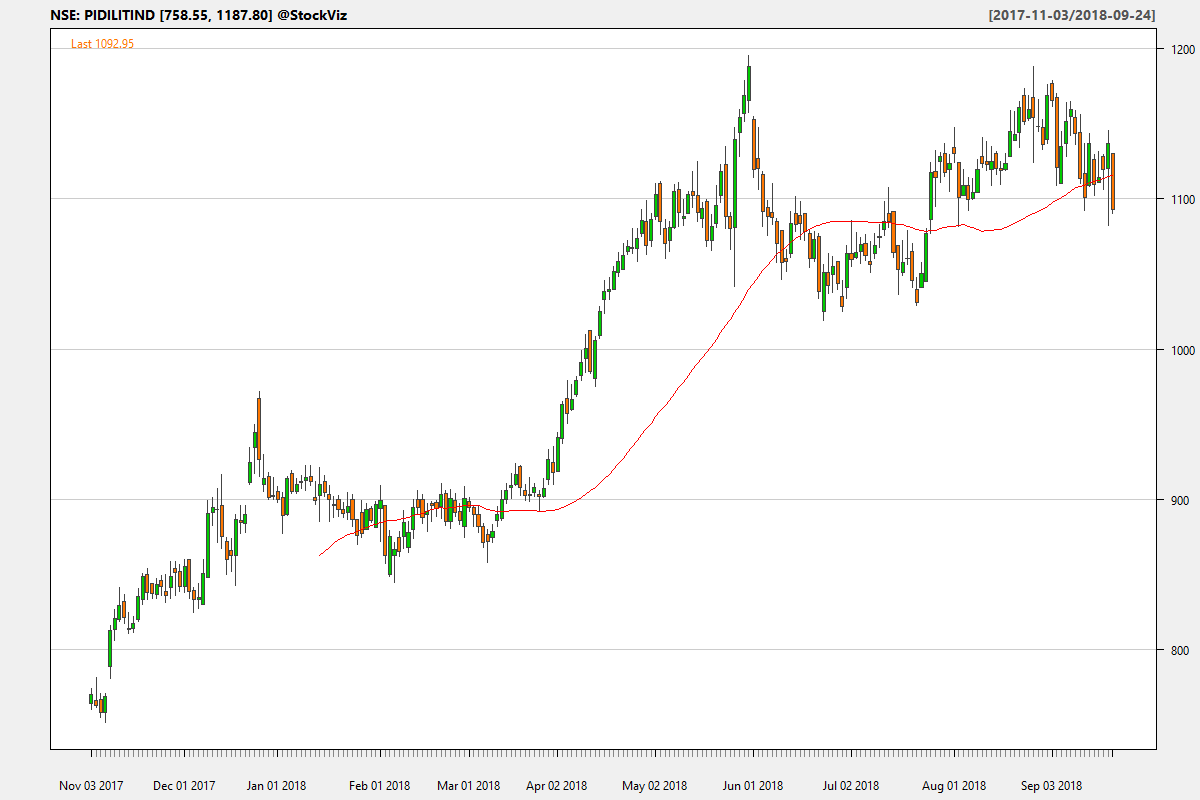 NSE: PIDILITIND [758.55, 1187.80] @StockViz [2017-11-03/2018-09-24]
Last 1092.95
1200
1100
1000
900
800
Nov 03 2017 Dec 01 2017 Jan 01 2018 Feb 01 2018 Mar 01 2018 Apr 02 2018 May 02 2018 Jun 01 2018 Jul 02 2018 Aug 01 2018 Sep 03 2018